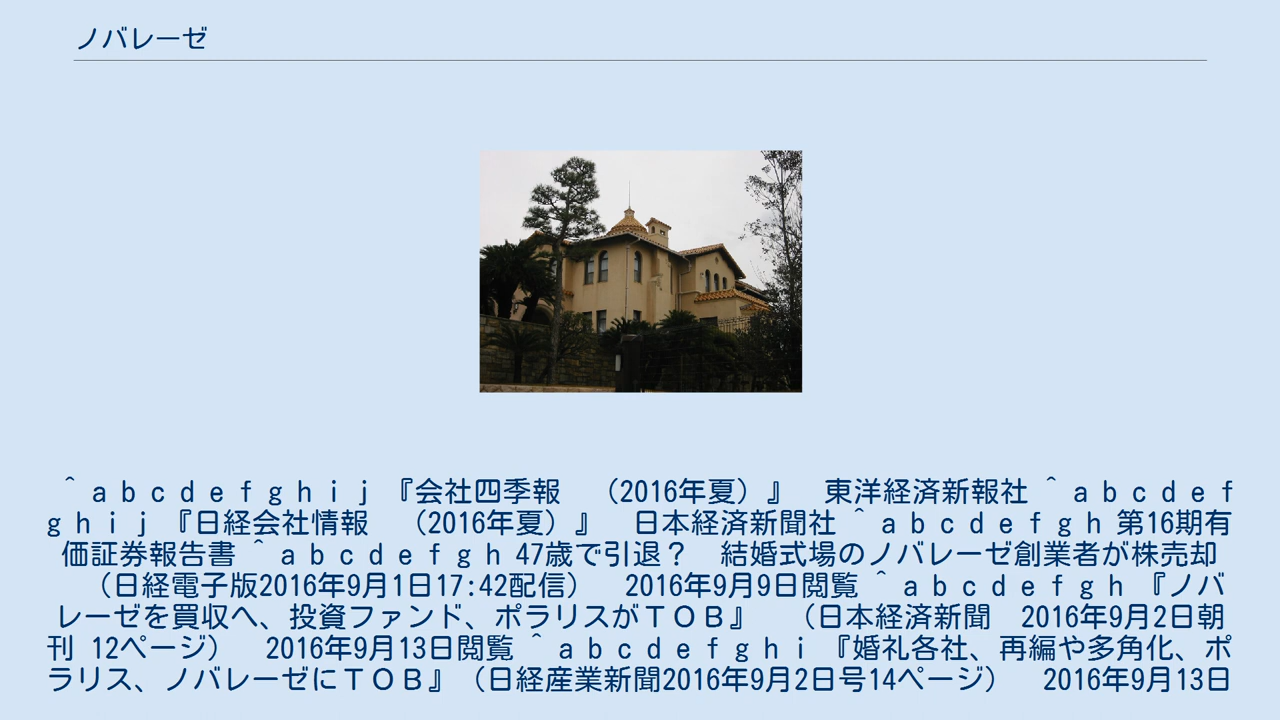 ノバレーゼ
^ a b c d e f g h i j 『会社四季報 （2016年夏）』 東洋経済新報社 ^ a b c d e f
g h i j 『日経会社情報 （2016年夏）』 日本経済新聞社 ^ a b c d e f g h 第16期有
価証券報告書 ^ a b c d e f g h 47歳で引退？ 結婚式場のノバレーゼ創業者が株売却
（日経電子版2016年9月1日17:42配信） 2016年9月9日閲覧 ^ a b c d e f g h 『ノバ
レーゼを買収へ、投資ファンド、ポラリスがＴＯＢ』 （日本経済新聞 2016年9月2日朝
刊 12ページ） 2016年9月13日閲覧 ^ a b c d e f g h i 『婚礼各社、再編や多角化、ポ
ラリス、ノバレーゼにＴＯＢ』（日経産業新聞2016年9月2日号14ページ） 2016年9月13日